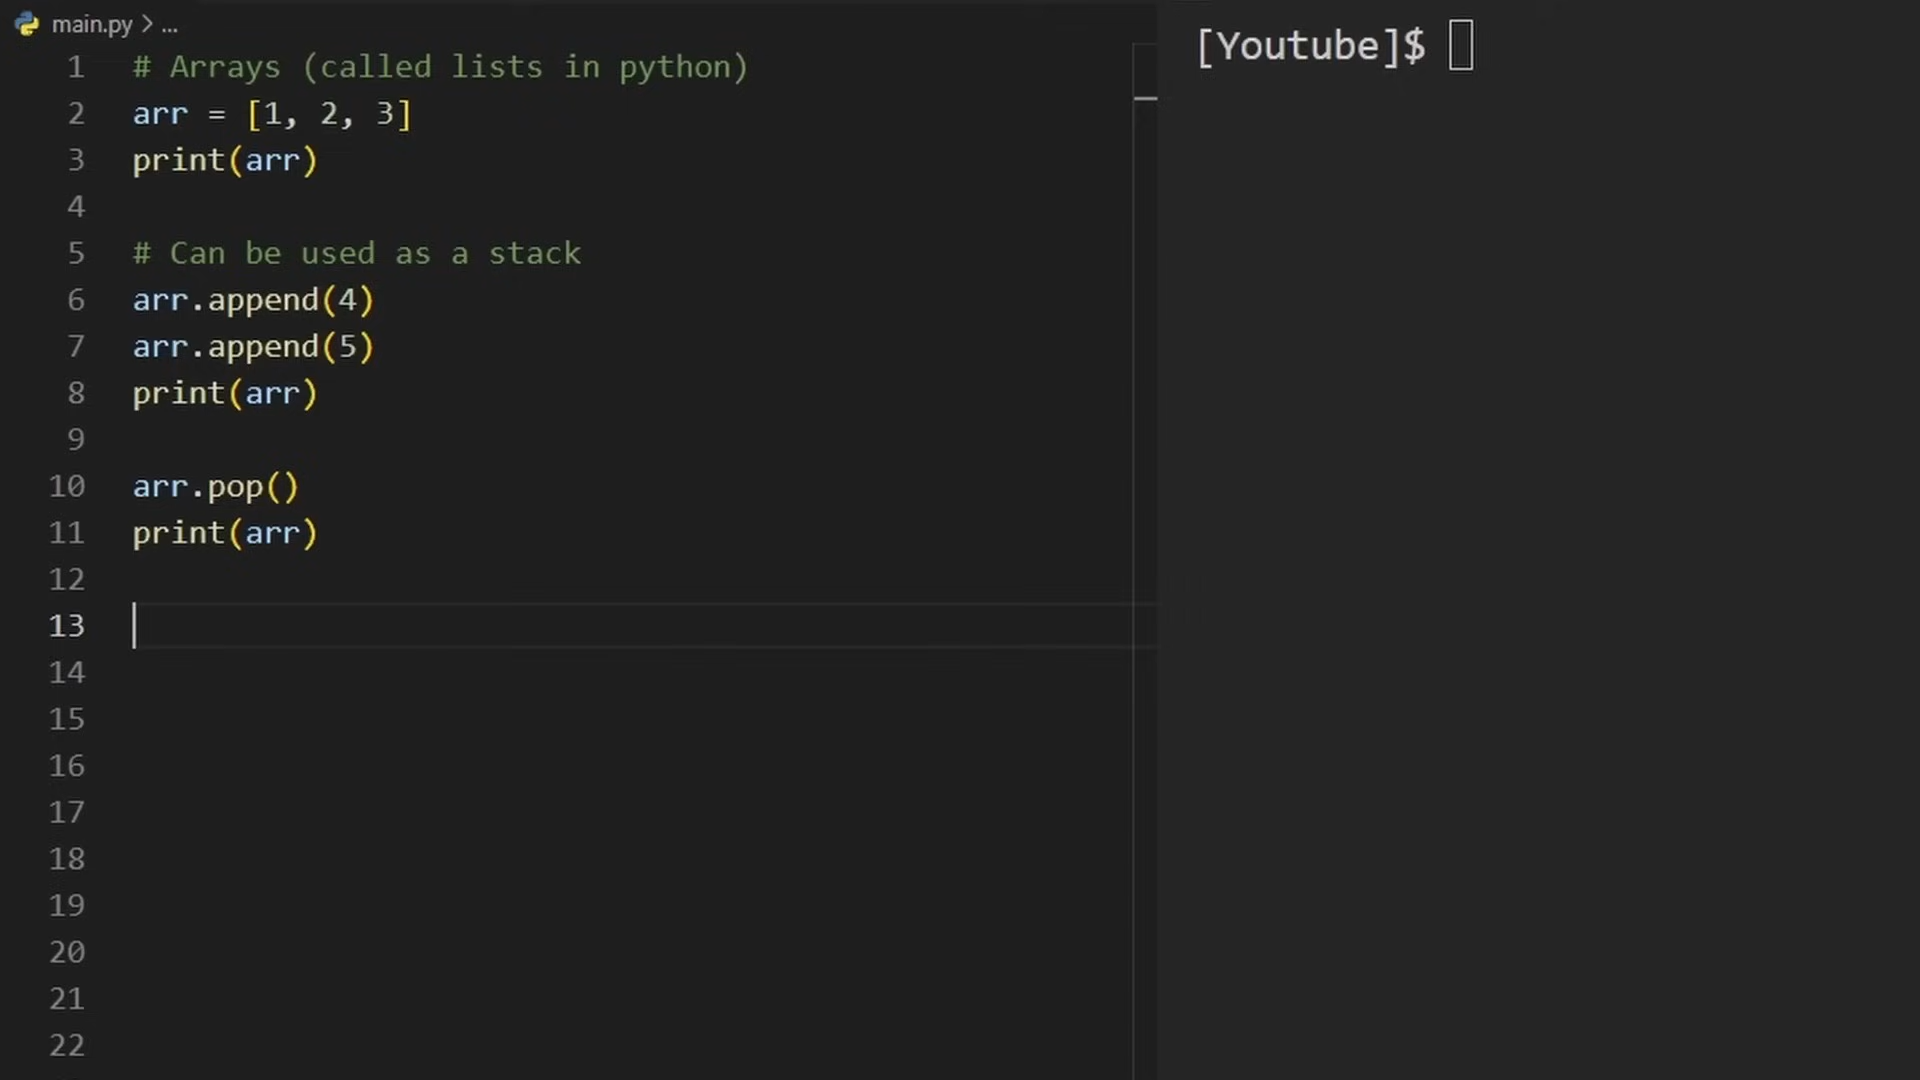 main.py > ...
1 # Arrays (called lists in python)
2 arr = [1, 2, 3]
3 print(arr)
4
5 # Can be used as a stack
6 arr.append(4)
7 arr.append(5)
8 print(arr)
9
10 arr.pop()
11 print(arr)
12
13
14
15
16
17
18
19
20
21
22
[Youtube]$